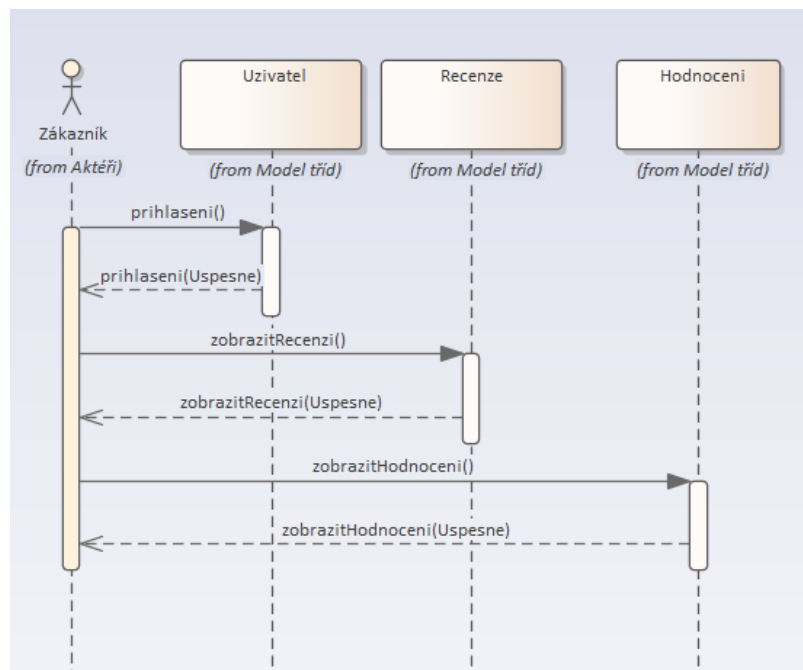 Uzivatel
Recenze
Hodnoceni
Zákazník
(from Aktéři)
(from Model tříd)
(from Model tříd)
(from Model tříd)
prihlaseni()
prihlaseni(Uspesne)
zobrazitRecenzi()
zobrazitRecenzi(Uspesne)
zobrazitHodnoceni()
zobrazitHodnoceni(Uspesne)